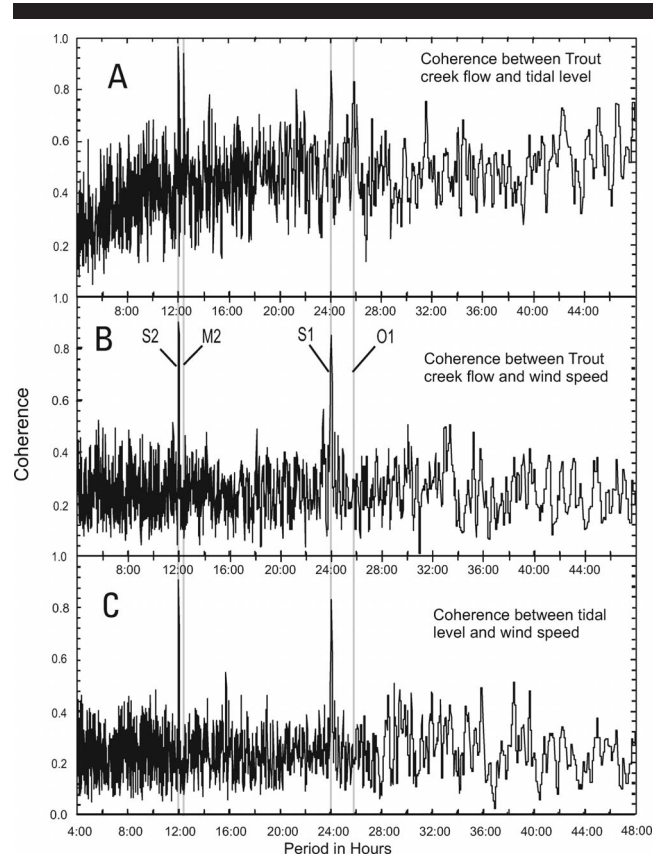 1.0
A
Coherence between Trout
creek flow and tidal level
0.8
0.6
0.4
0.2
8:00 12:00 16:00 20:00 24:00 28:00 32:00 36:00 40:00 44:00
1.0
B
S2 M2 S1 O1
Coherence between Trout
creek flow and wind speed
0.8
0.6
0.4
0.2
Coherence
8:00 12:00 16:00 20:00 24:00 28:00 32:00 36:00 40:00 44:00
1.0
C
Coherence between tidal
level and wind speed
0.8
0.6
0.4
0.2
0.0
4:00 8:00 12:00 16:00 20:00 24:00 28:00 32:00 36:00 40:00 44:00 48:00
Period in Hours